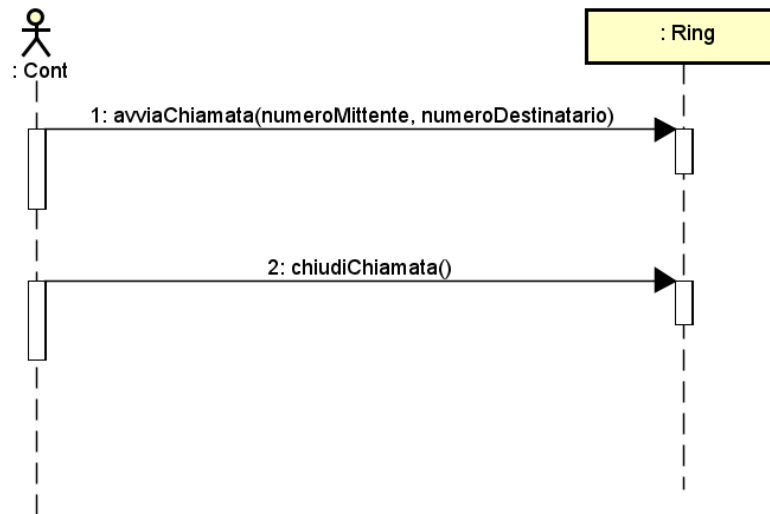 : Cont
: Ring
1: avviaChiamata(numeroMittente, numeroDestinatario)
2: chiudiChiamata()